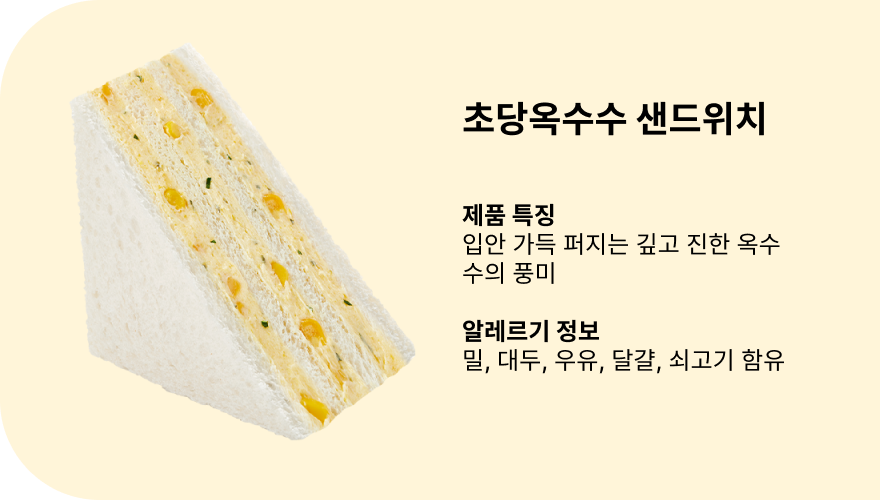 초당옥수수 샌드위치
제품 특징
입안 가득 퍼지는 깊고 진한 옥수
수의 풍미
알레르기 정보
밀, 대두, 우유, 달걀, 쇠고기 함유